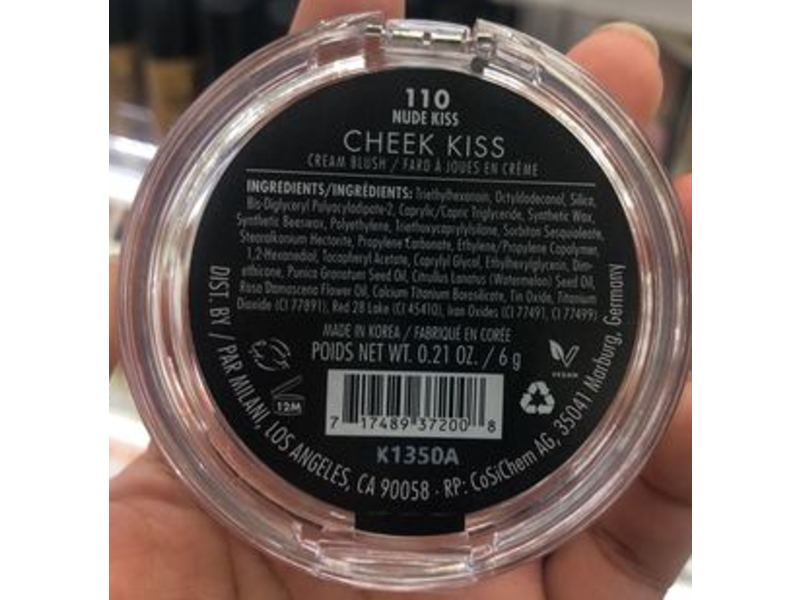 110
NUDE KISS
CHEEK KISS
CREAM BLUSH / FARD À JOUES EN CRÈME
INGREDIENTS/INGRÉDIENTS: Triethylhexanoin, Octyldodecanol, Silica,
Bis-Diglyceryl Polyacyladipate-2, Caprylic/Capric Triglyceride, Synthetic Wax,
Synthetic Beeswax, Polyethylene, Triethoxycaprylylsilane, Sorbitan Sesquioleate,
Stearalkonium Hectorite, Propylene Carbonate, Ethylene/Propylene Copolymer,
1,2-Hexanediol, Tocopheryl Acetate, Caprylyl Glycol, Ethylhexylglycerin, Dim-
ethicone, Punica Granatum Seed Oil, Citrullus Lanatus (Watermelon) Seed Oil,
Rosa Damascena Flower Oil, Calcium Titanium Borosilicate, Tin Oxide, Titanium
Dioxide (CI 77891), Red 28 Lake (CI 45410), Iron Oxides (CI 77491, CI 77499)
MADE IN KOREA / FABRIQUÉ EN CORÉE
POIDS NET WT. 0.21 OZ. / 6 g
VEGAN
12M
7 17489 37200 8
K1350A
DIST. BY / PAR MILANI, LOS ANGELES, CA 90058 · RP: CoSiChem AG, 35041 Marburg, Germany